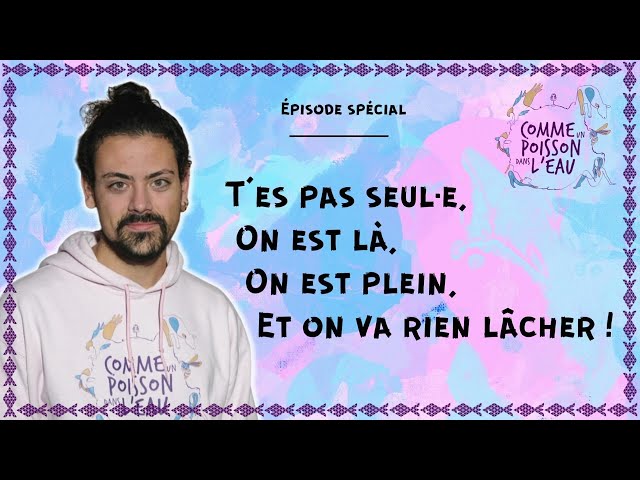 Épisode spécial
COMME UN
POISSON
DANS L'EAU
T'es pas seul·e,
On est là,
On est plein,
Et on va rien lâcher !
COMME UN
POISSON
DANS L'EAU